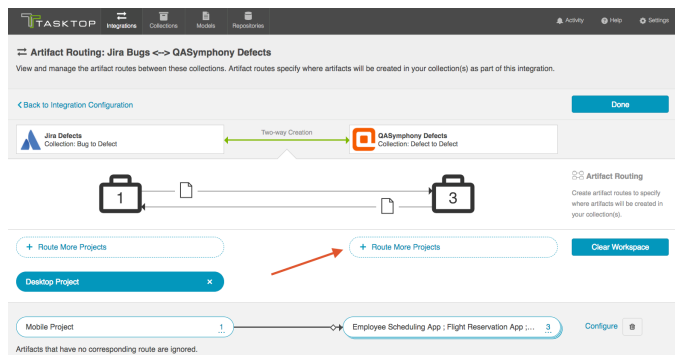 TASKTOP
Integrations
Collections
Models
Repositories
Activity
Help
Settings
Artifact Routing: Jira Bugs <--> QASymphony Defects
View and manage the artifact routes between these collections. Artifact routes specify where artifacts will be created in your collection(s) as part of this integration.
Back to Integration Configuration
Done
Jira Defects
Collection: Bug to Defect
Two-way Creation
QASymphony Defects
Collection: Defect to Defect
1
3
Artifact Routing
Create artifact routes to specify
where artifacts will be created in
your collection(s).
+ Route More Projects
+ Route More Projects
Clear Workspace
Desktop Project ×
Mobile Project 1
Employee Scheduling App ; Flight Reservation App ;... 3
Configure
Artifacts that have no corresponding route are ignored.